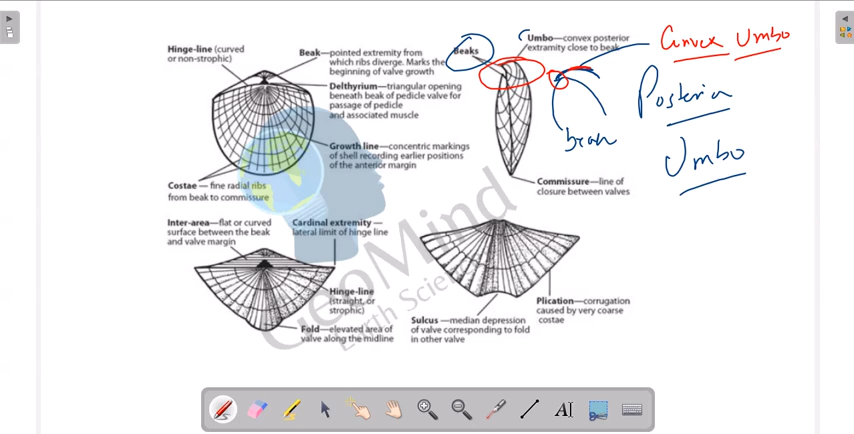 Hinge-line (curved
or non-strophic)
Beak—pointed extremity from
which ribs diverge. Marks the
beginning of valve growth
Delthyrium—triangular opening
beneath beak of pedicle valve for
passage of pedicle
and associated muscle
Growth line—concentric markings
of shell recording earlier positions
of the anterior margin
Costae — fine radial ribs
from beak to commissure
Beaks
Umbo—convex posterior
extramity close to beak
Commissure—line of
closure between valves
Convex Umbo
Posterior
Umbo
beak
Inter-area—flat or curved
surface between the beak
and valve margin
Cardinal extremity—
lateral limit of hinge line
Hinge-line
(straight, or
strophic)
Fold—elevated area of
valve along the midline
Sulcus—median depression
of valve corresponding to fold
in other valve
Plication—corrugation
caused by very coarse
costae
GeoMind
Earth Science
A